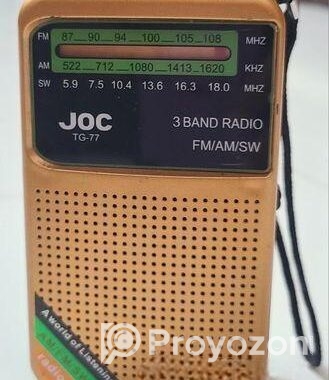 FM 87 90 94 100 105 108 MHZ
AM 522 712 1080 1413 1620 KHZ
SW 5.9 7.5 10.4 13.6 16.3 18.0 MHZ
JOC
TG-77
3 BAND RADIO
FM/AM/SW
A world of Listening
radio
Proyozon